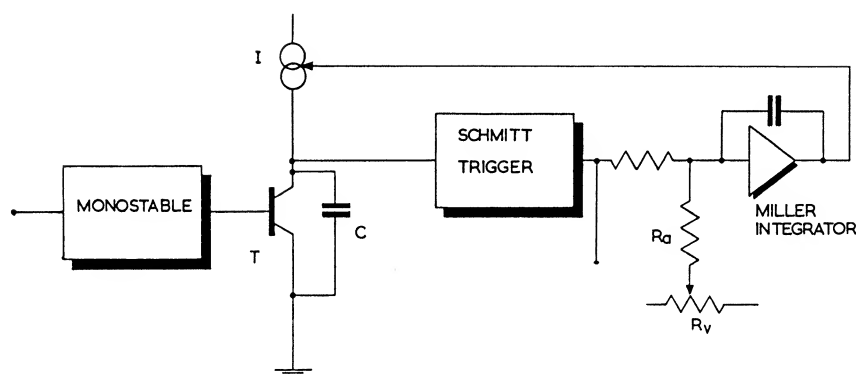 I
MONOSTABLE
T
C
SCHMITT
TRIGGER
MILLER
INTEGRATOR
Ra
Rv